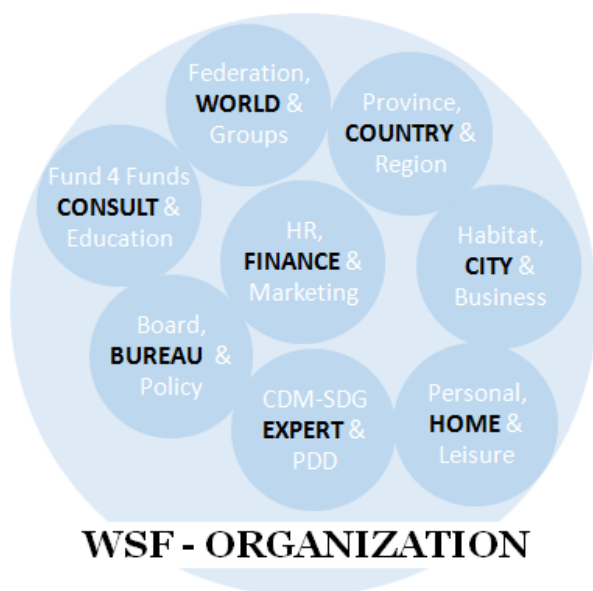 Federation,
WORLD &
Groups
Province,
COUNTRY &
Region
Fund 4 Funds
CONSULT &
Education
HR,
FINANCE &
Marketing
Habitat,
CITY &
Business
Board,
BUREAU &
Policy
CDM-SDG
EXPERT &
PDD
Personal,
HOME &
Leisure
WSF - ORGANIZATION